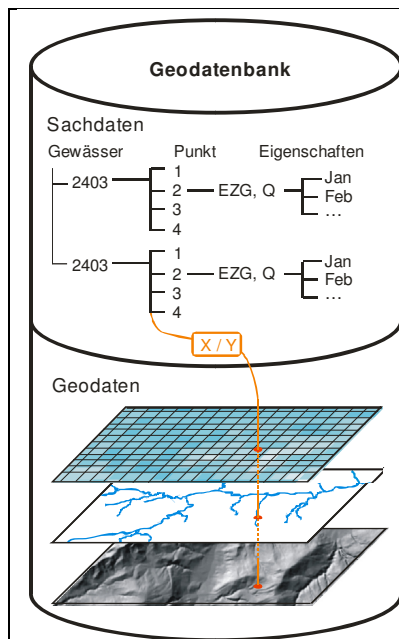 Geodatenbank
Sachdaten
Gewässer Punkt Eigenschaften
1
2403 2 EZG, Q Jan
Feb
3 ...
4
1
2403 2 EZG, Q Jan
Feb
3 ...
4
X / Y
Geodaten